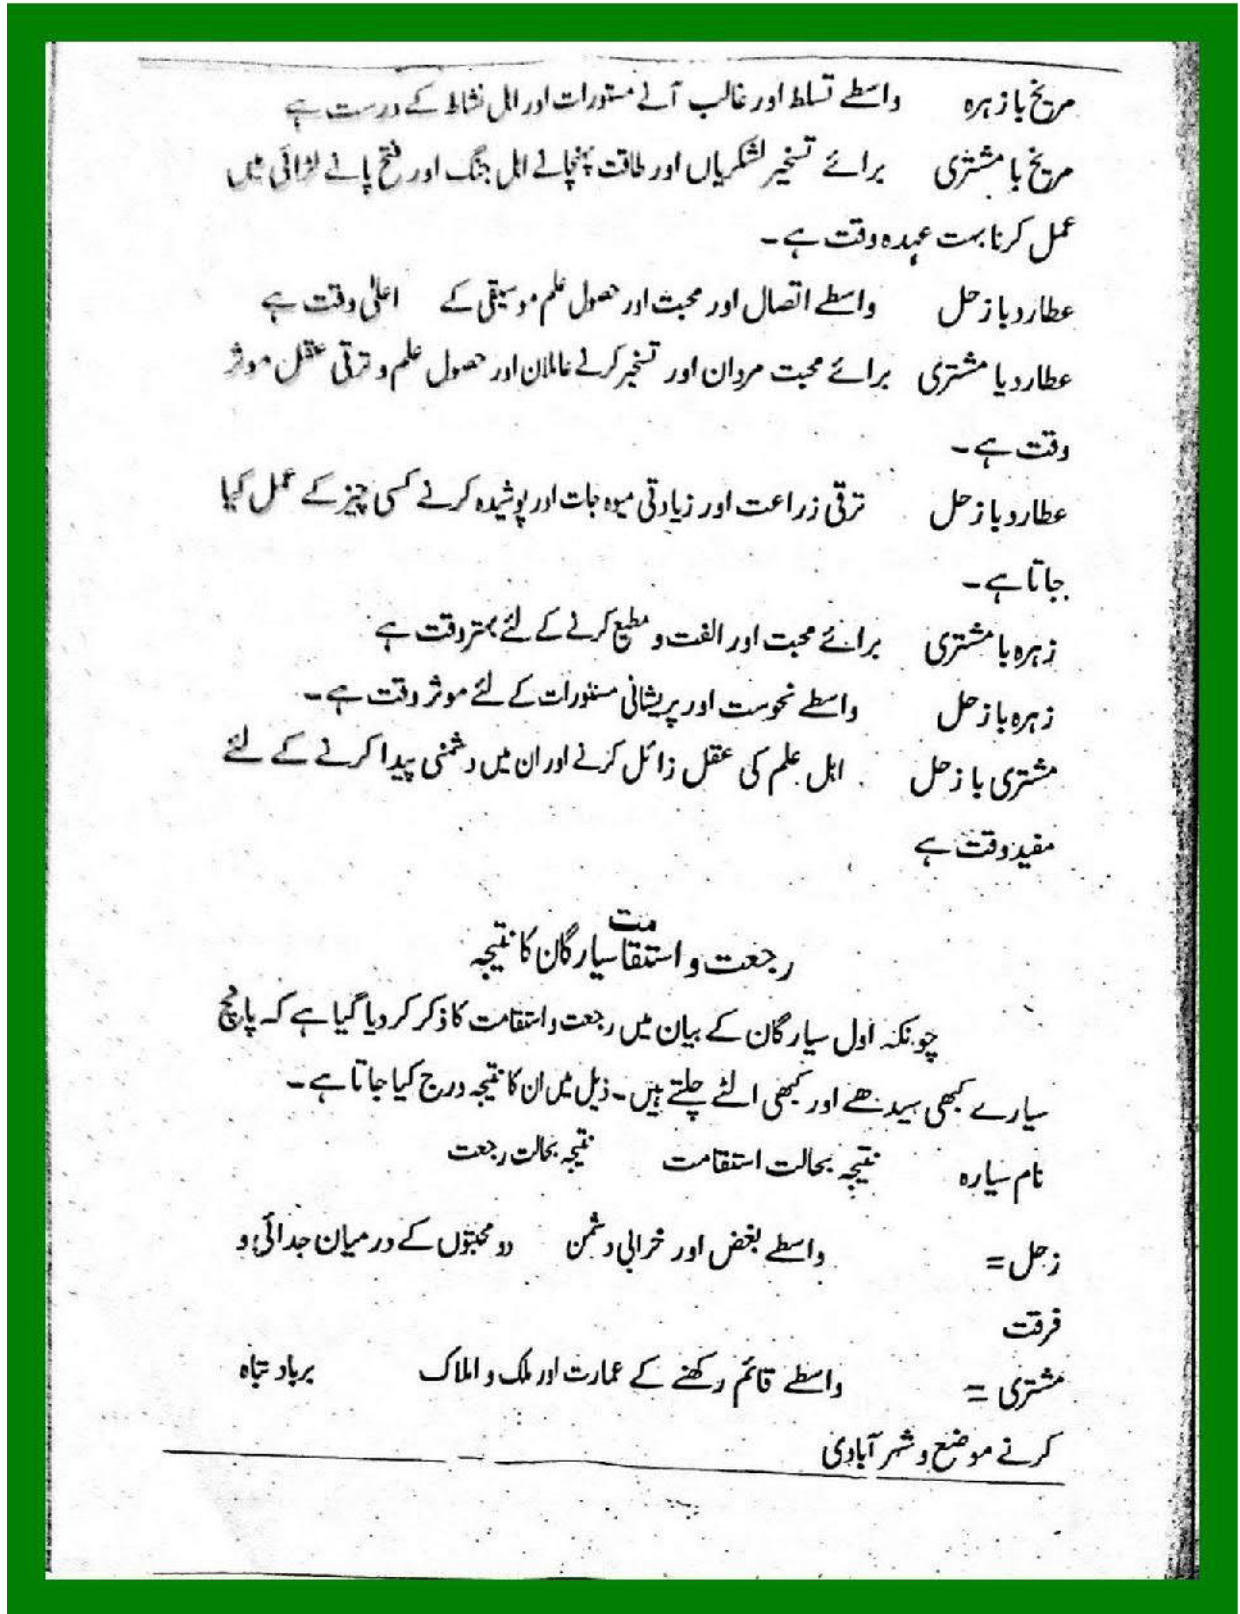 مریخ با زہرہ واسطے تسلط اور غالب آنے مستورات اور اہل نشاط کے درست ہے
مریخ با مشتری برائے تسخیر لشکریاں اور طاقت پہنچانے اہل جنگ اور فتح پانے لڑائی میں
عمل کرنا بہت عمدہ وقت ہے۔
عطارد با زحل واسطے اتصال اور محبت اور حصول علم موسیقی کے اعلیٰ وقت ہے
عطارد یا مشتری برائے محبت مردان اور تسخیر کرنے عاملان اور حصول علم و ترقی عقل موثر
وقت ہے۔
عطارد با زحل ترقی زراعت اور زیادتی میوہ جات اور پوشیدہ کرنے کسی چیز کے عمل کیا
جاتا ہے۔
زہرہ با مشتری برائے محبت اور الفت و مطیع کرنے کے لئے بہتر وقت ہے
زہرہ با زحل واسطے نحوست اور پریشانی مستورات کے لئے موثر وقت ہے۔
مشتری با زحل اہل علم کی عقل زائل کرنے اور ان میں دشمنی پیدا کرنے کے لئے
مفید وقت ہے
رجعت و استقامت سیارگان کا نتیجہ
چونکہ اول سیارگان کے بیان میں رجعت و استقامت کا ذکر کر دیا گیا ہے کہ پانچ
سیارے کبھی سیدھے اور کبھی الٹے چلتے ہیں۔ ذیل میں ان کا نتیجہ درج کیا جاتا ہے۔
نام سیارہ نتیجہ بحالت استقامت نتیجہ بحالت رجعت
زحل = واسطے بغض اور خرابی دشمن دو محبتوں کے درمیان جدائی و
فرقت
مشتری = واسطے قائم رکھنے کے عمارت اور ملک و املاک برباد تباہ
کرنے موضع و شہر آبادی